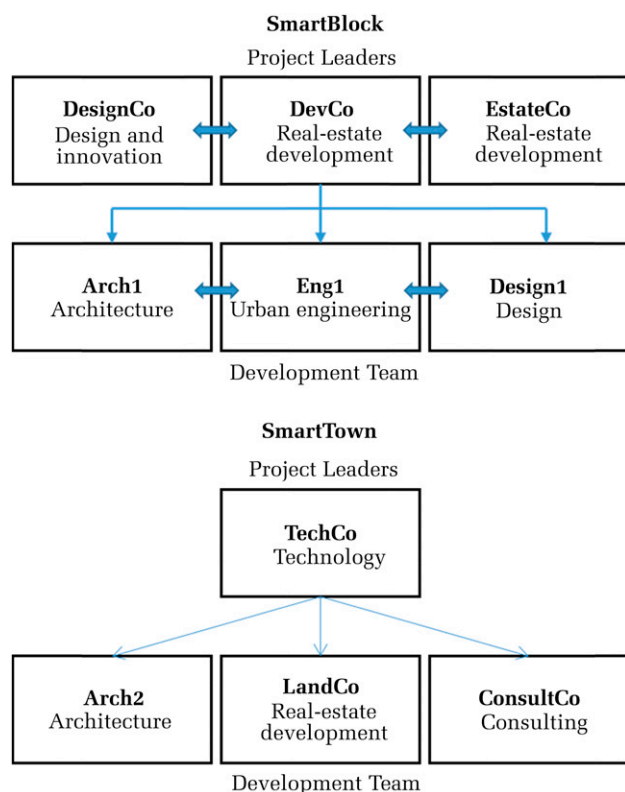 SmartBlock
Project Leaders
DesignCo
Design and
innovation
DevCo
Real-estate
development
EstateCo
Real-estate
development
Arch1
Architecture
Eng1
Urban engineering
Design1
Design
Development Team
SmartTown
Project Leaders
TechCo
Technology
Arch2
Architecture
LandCo
Real-estate
development
ConsultCo
Consulting
Development Team